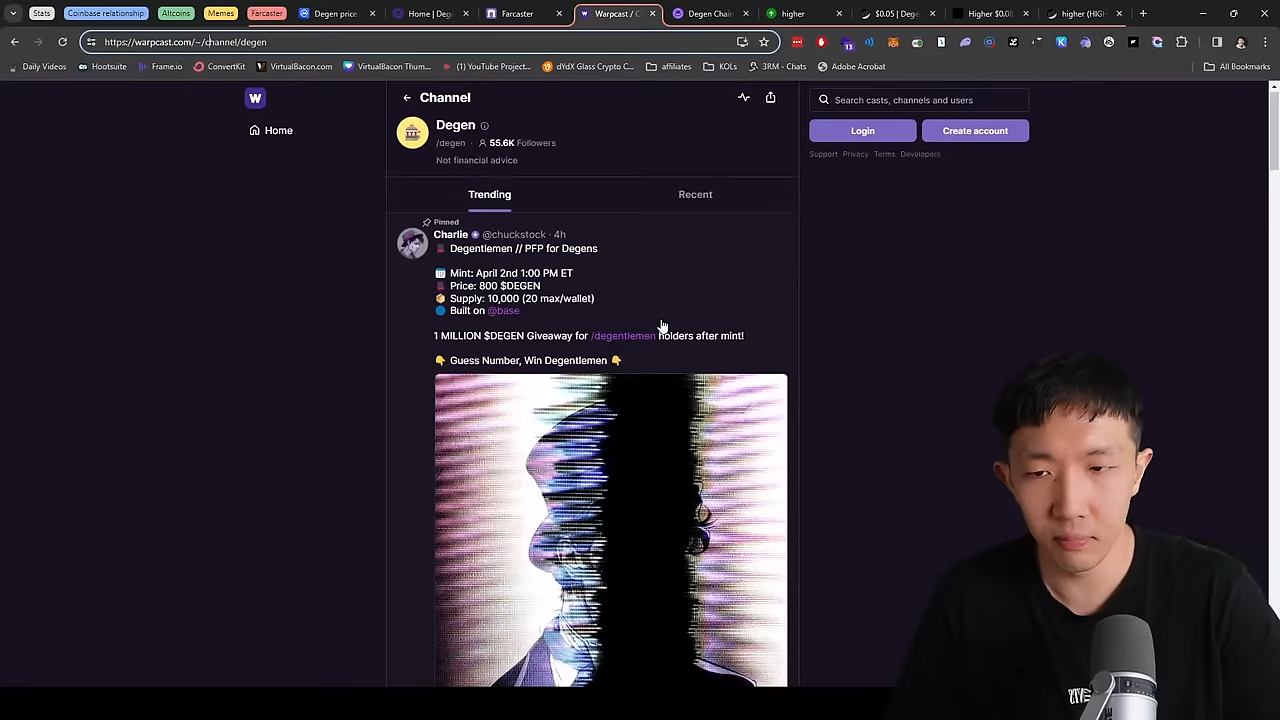 Stats
Coinbase relationship
Altcoins
Memes
Farcaster
Degen price
Home | Deg
Farcaster
Warpcast / C
Degen Chain
higher
$0.02
Higher $0.0
higher (HIGH
https://warpcast.com/~/channel/degen
Daily Videos
Hootsuite
Frame.io
ConvertKit
VirtualBacon.com
VirtualBacon Thum...
(1) YouTube Project...
dYdX Glass Crypto C...
affiliates
KOLs
3RM - Chats
Adobe Acrobat
All Bookmarks
W
Home
Channel
Degen
/degen · 55.6K Followers
Not financial advice
Search casts, channels and users
Login
Create account
Support Privacy Terms Developers
Trending
Recent
Pinned
Charlie @chuckstock · 4h
Degentlemen // PFP for Degens
Mint: April 2nd 1:00 PM ET
Price: 800 $DEGEN
Supply: 10,000 (20 max/wallet)
Built on @base
1 MILLION $DEGEN Giveaway for /degentlemen holders after mint!
Guess Number, Win Degentlemen